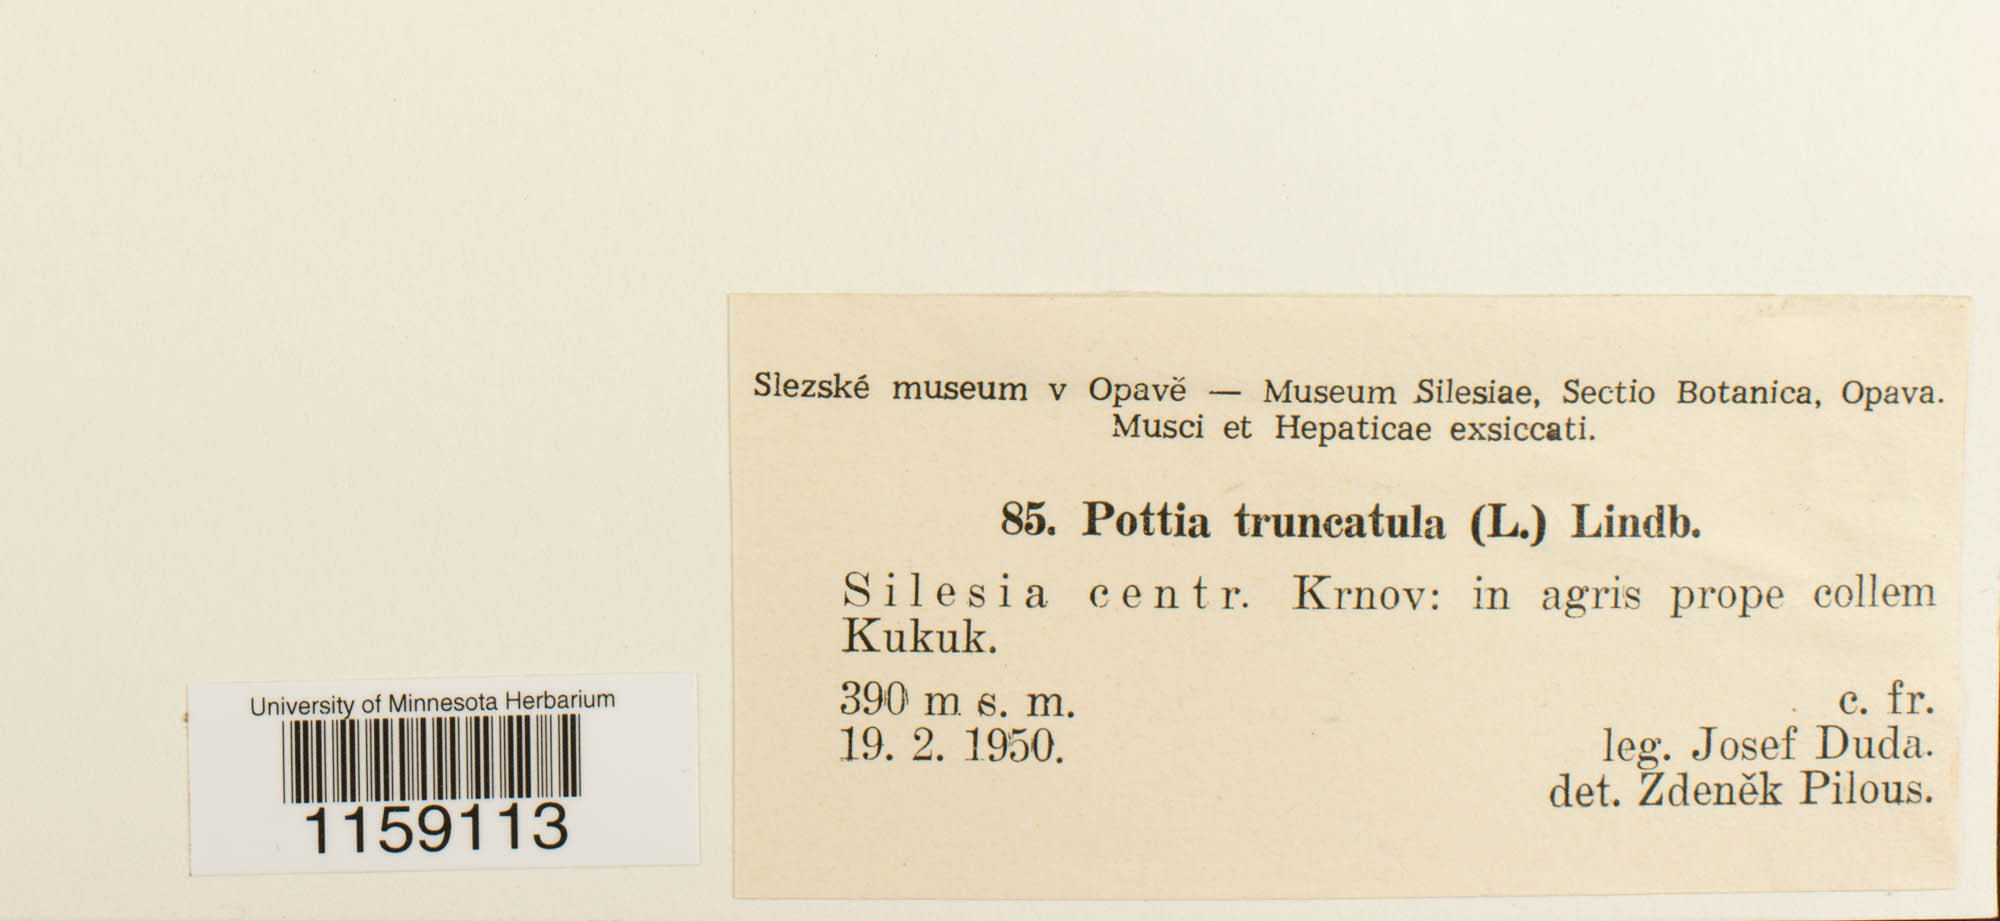 Slezské museum v Opavě — Museum Silesiae, Sectio Botanica, Opava.
Musci et Hepaticae exsiccati.
85. Pottia truncatula (L.) Lindb.
Silesia centr. Krnov: in agris prope collem
Kukuk.
390 m s. m. c. fr.
19. 2. 1950. leg. Josef Duda.
det. Zdeněk Pilous.
University of Minnesota Herbarium
1159113